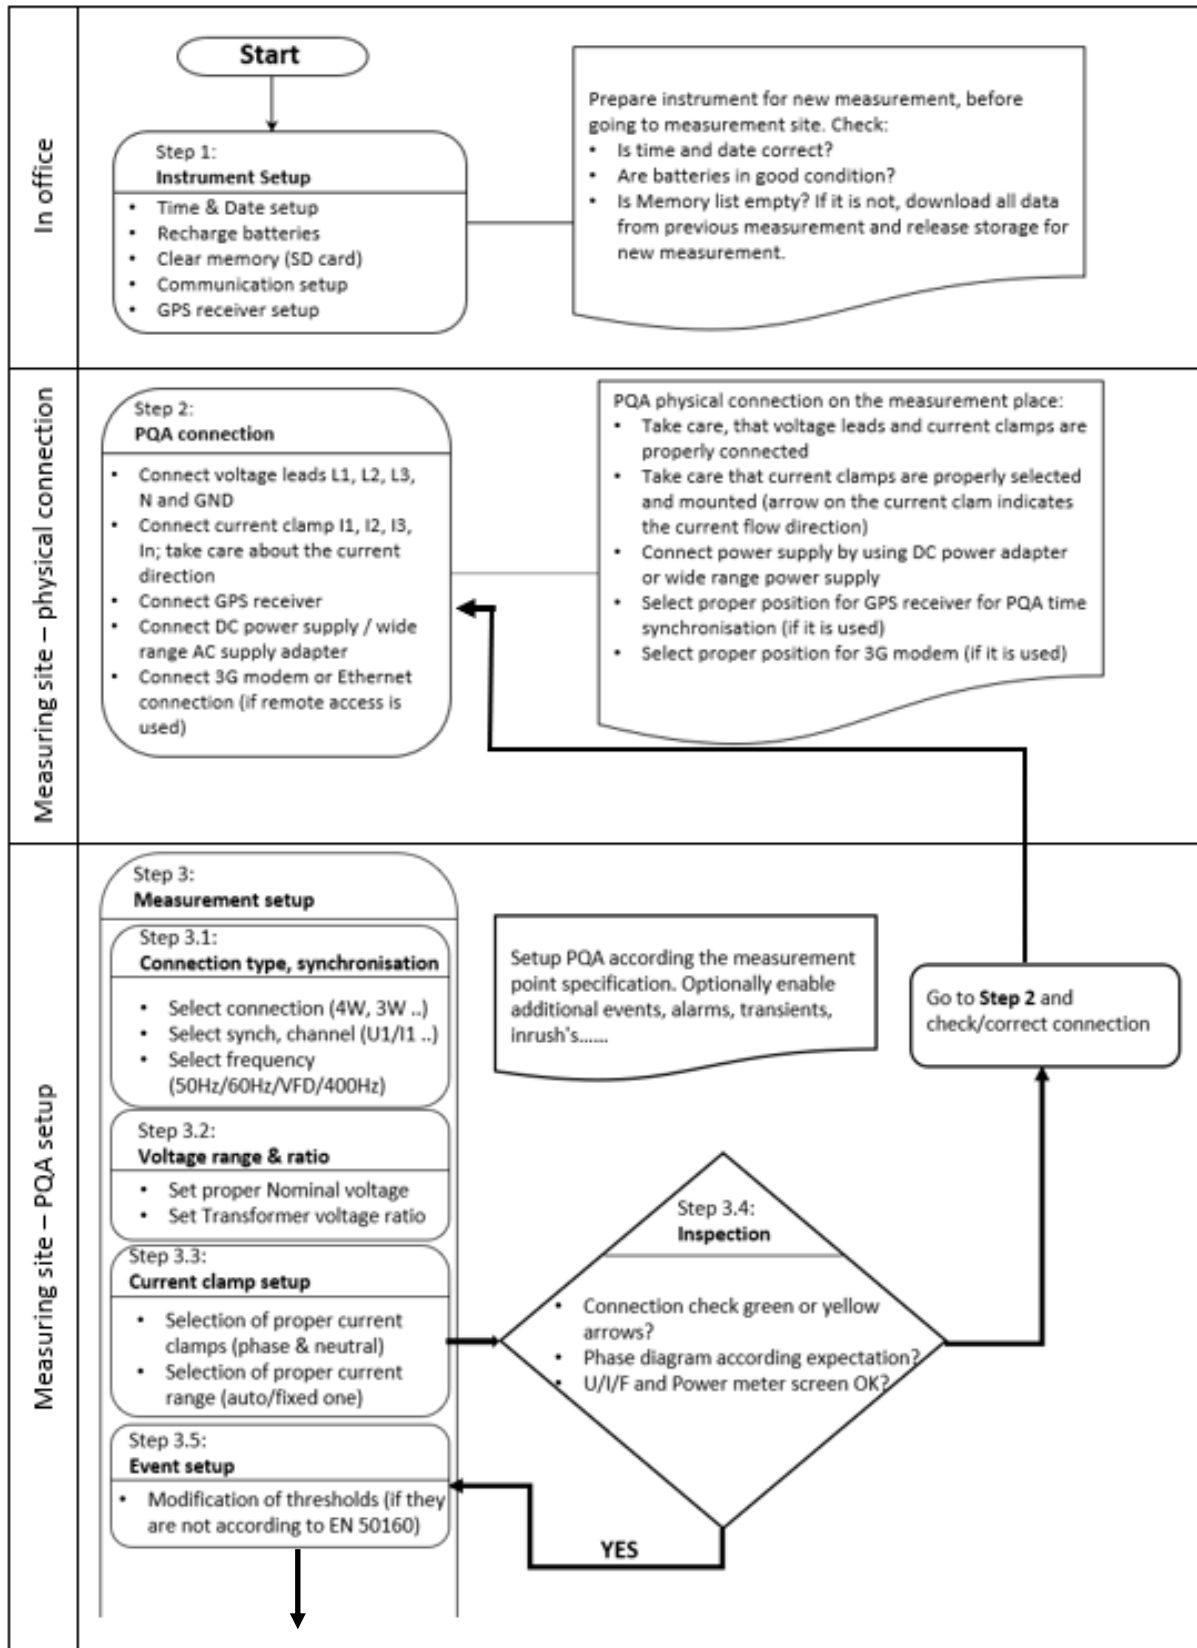 In office
Start
Step 1:
Instrument Setup
• Time & Date setup
• Recharge batteries
• Clear memory (SD card)
• Communication setup
• GPS receiver setup
Prepare instrument for new measurement, before
going to measurement site. Check:
• Is time and date correct?
• Are batteries in good condition?
• Is Memory list empty? If it is not, download all data
from previous measurement and release storage for
new measurement.
Measuring site – physical connection
Step 2:
PQA connection
• Connect voltage leads L1, L2, L3,
N and GND
• Connect current clamp I1, I2, I3,
In; take care about the current
direction
• Connect GPS receiver
• Connect DC power supply / wide
range AC supply adapter
• Connect 3G modem or Ethernet
connection (if remote access is
used)
PQA physical connection on the measurement place:
• Take care, that voltage leads and current clamps are
properly connected
• Take care that current clamps are properly selected
and mounted (arrow on the current clam indicates
the current flow direction)
• Connect power supply by using DC power adapter
or wide range power supply
• Select proper position for GPS receiver for PQA time
synchronisation (if it is used)
• Select proper position for 3G modem (if it is used)
Measuring site – PQA setup
Step 3:
Measurement setup
Step 3.1:
Connection type, synchronisation
• Select connection (4W, 3W ..)
• Select synch, channel (U1/I1 ..)
• Select frequency
(50Hz/60Hz/VFD/400Hz)
Setup PQA according the measurement
point specification. Optionally enable
additional events, alarms, transients,
inrush's......
Go to Step 2 and
check/correct connection
Step 3.2:
Voltage range & ratio
• Set proper Nominal voltage
• Set Transformer voltage ratio
Step 3.3:
Current clamp setup
• Selection of proper current
clamps (phase & neutral)
• Selection of proper current
range (auto/fixed one)
Step 3.4:
Inspection
• Connection check green or yellow
arrows?
• Phase diagram according expectation?
• U/I/F and Power meter screen OK?
Step 3.5:
Event setup
• Modification of thresholds (if they
are not according to EN 50160)
YES